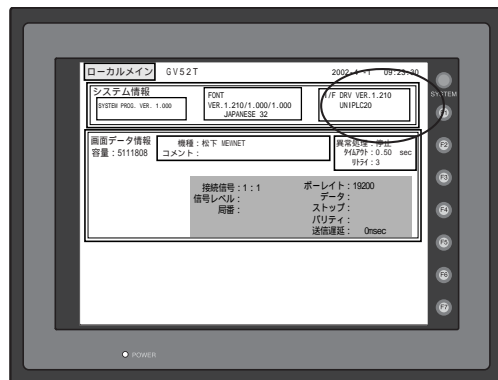 ローカルメイン GV52T 2002-4 -1 09:23:30
システム情報
SYSTEM PROG. VER. 1.000
FONT
VER.1.210/1.000/1.000
JAPANESE 32
I/F DRV VER.1.210
UNIPLC20
画面データ情報
容量：5111808
機種：松下 MEWNET
コメント：
異常処理：停止
タイムアウト：0.50 sec
リトライ：3
接続信号：1：1
信号レベル：
局番：
ボーレイト：19200
データ：
ストップ：
パリティ：
送信遅延： 0msec
SYSTEM
F1
F2
F3
F4
F5
F6
F7
POWER